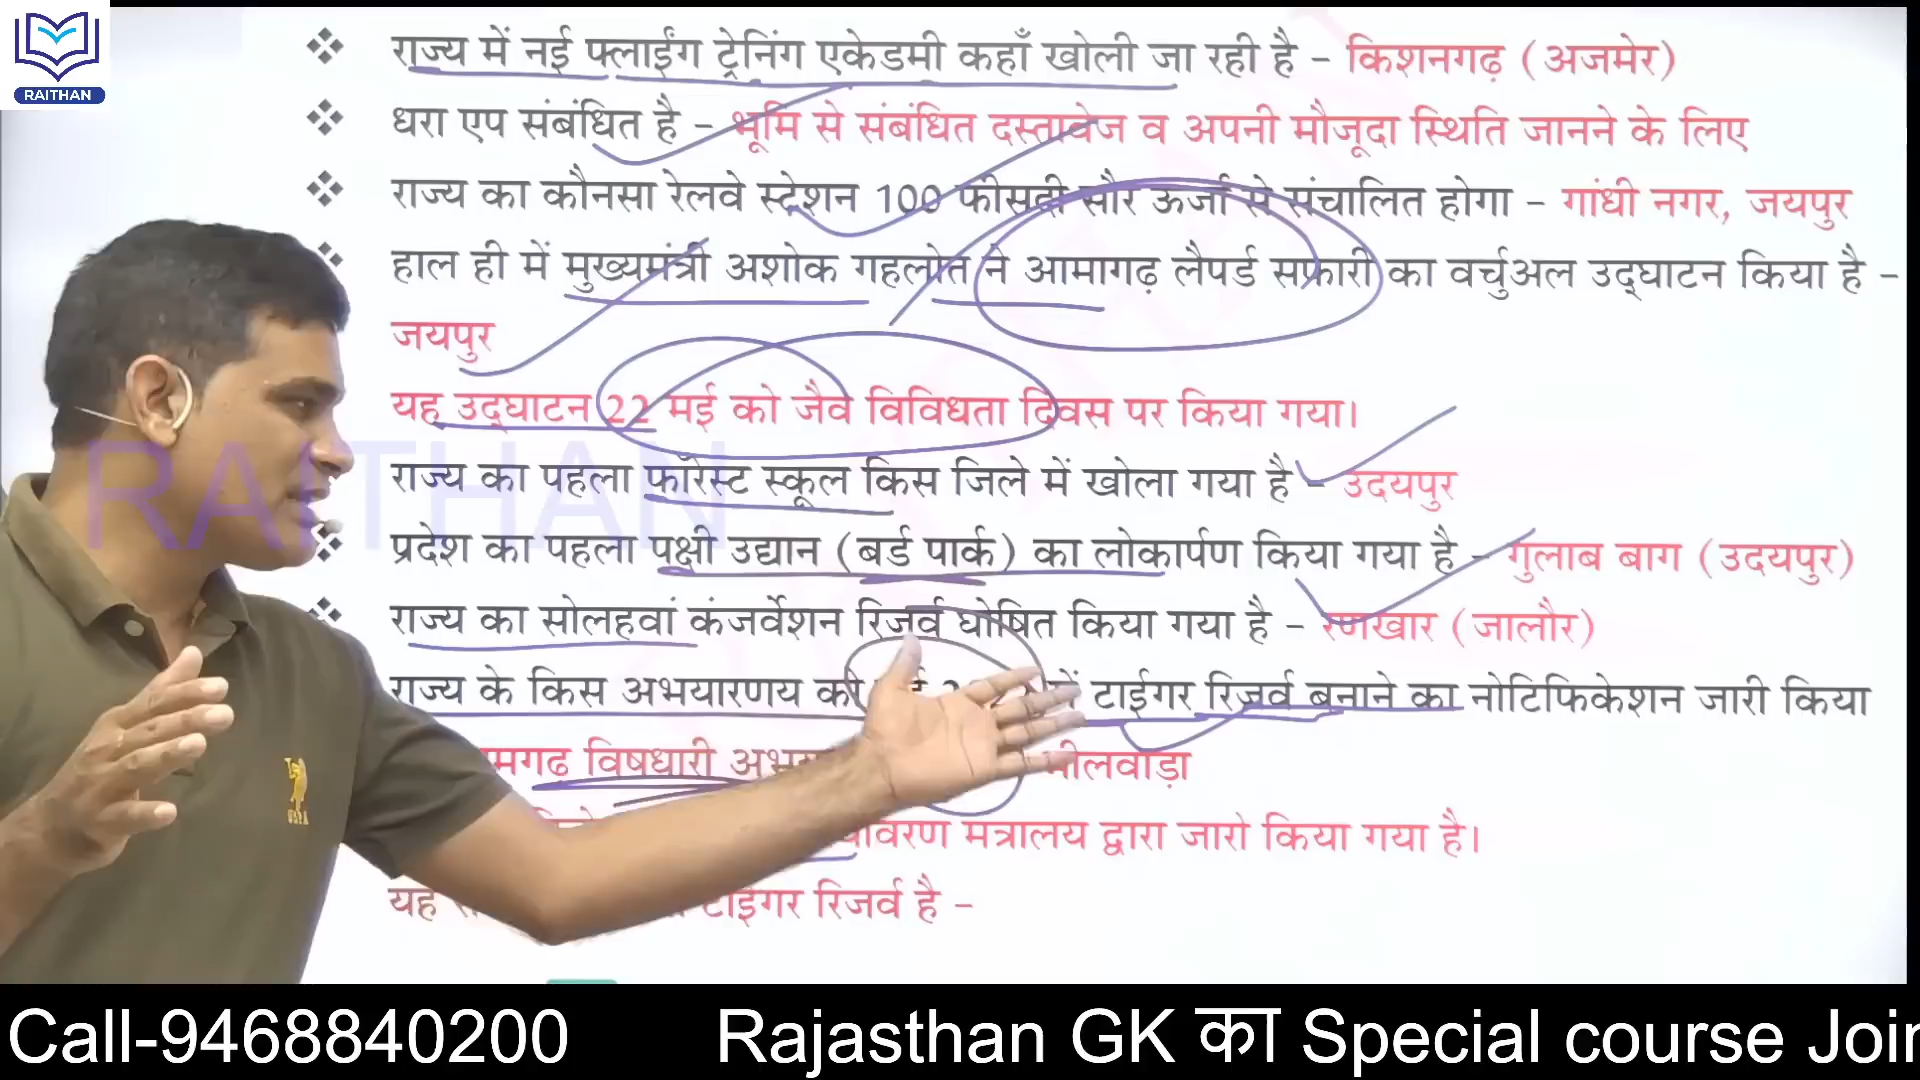 RAITHAN
राज्य में नई फ्लाईंग ट्रेनिंग एकेडमी कहाँ खोली जा रही है - किशनगढ़ (अजमेर)
धरा एप संबंधित है - भूमि से संबंधित दस्तावेज व अपनी मौजूदा स्थिति जानने के लिए
राज्य का कौनसा रेलवे स्टेशन 100 फीसदी सौर ऊर्जा से संचालित होगा - गांधी नगर, जयपुर
हाल ही में मुख्यमंत्री अशोक गहलोत ने आमागढ़ लैपर्ड सफारी का वर्चुअल उद्घाटन किया है -
जयपुर
यह उद्घाटन 22 मई को जैव विविधता दिवस पर किया गया।
RAITHAN
राज्य का पहला फॉरेस्ट स्कूल किस जिले में खोला गया है - उदयपुर
प्रदेश का पहला पक्षी उद्यान (बर्ड पार्क) का लोकार्पण किया गया है - गुलाब बाग (उदयपुर)
राज्य का सोलहवां कंजर्वेशन रिजर्व घोषित किया गया है - रणखार (जालौर)
राज्य के किस अभयारणय को में टाईगर रिजर्व बनाने का नोटिफिकेशन जारी किया
विषधारी भीलवाड़ा
मंत्रालय द्वारा जारी किया गया है।
यह टाइगर रिजर्व है -
Call-9468840200 Rajasthan GK का Special course Join